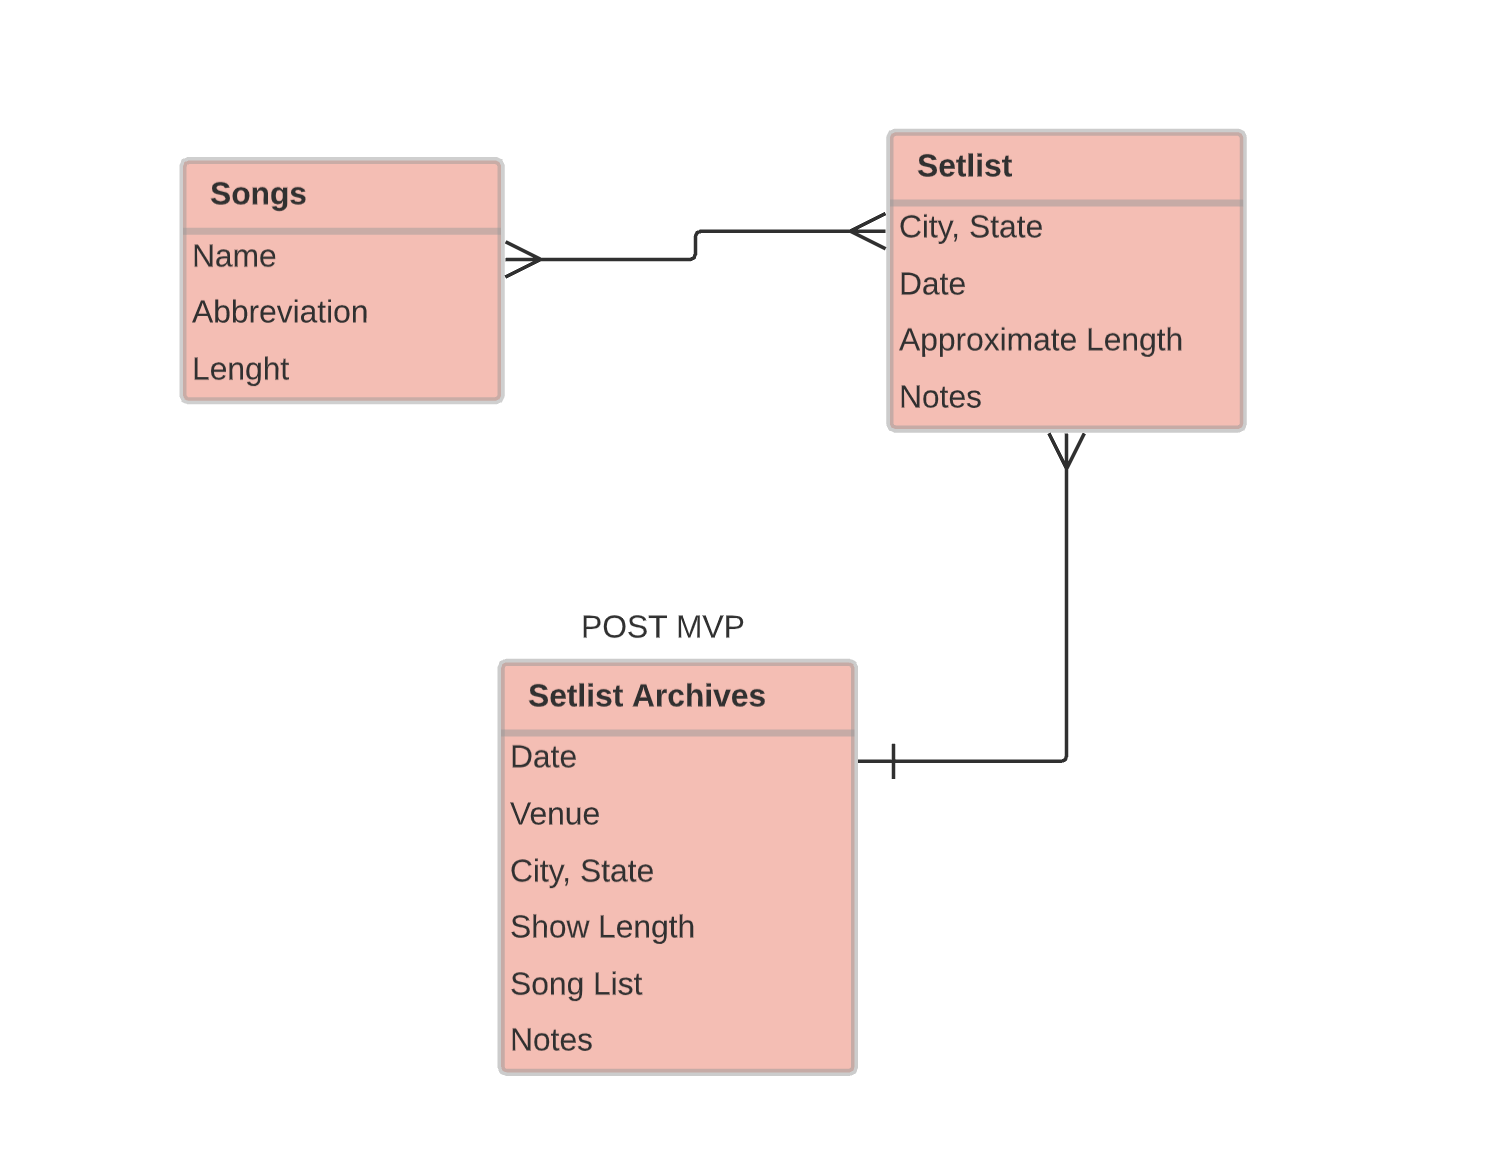 Songs
Name
Abbreviation
Lenght
Setlist
City, State
Date
Approximate Length
Notes
POST MVP
Setlist Archives
Date
Venue
City, State
Show Length
Song List
Notes